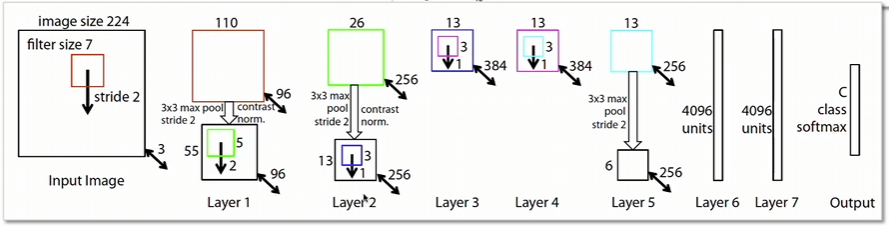 image size 224
filter size 7
stride 2
3
Input Image
110
96
3x3 max pool
stride 2
contrast
norm.
55
5
2
96
Layer 1
26
256
3x3 max
pool
stride 2
contrast
norm.
13
3
1
256
Layer 2
13
3
1
384
Layer 3
13
3
1
384
Layer 4
13
256
3x3 max
pool
stride 2
6
256
Layer 5
4096
units
Layer 6
4096
units
Layer 7
C
class
softmax
Output